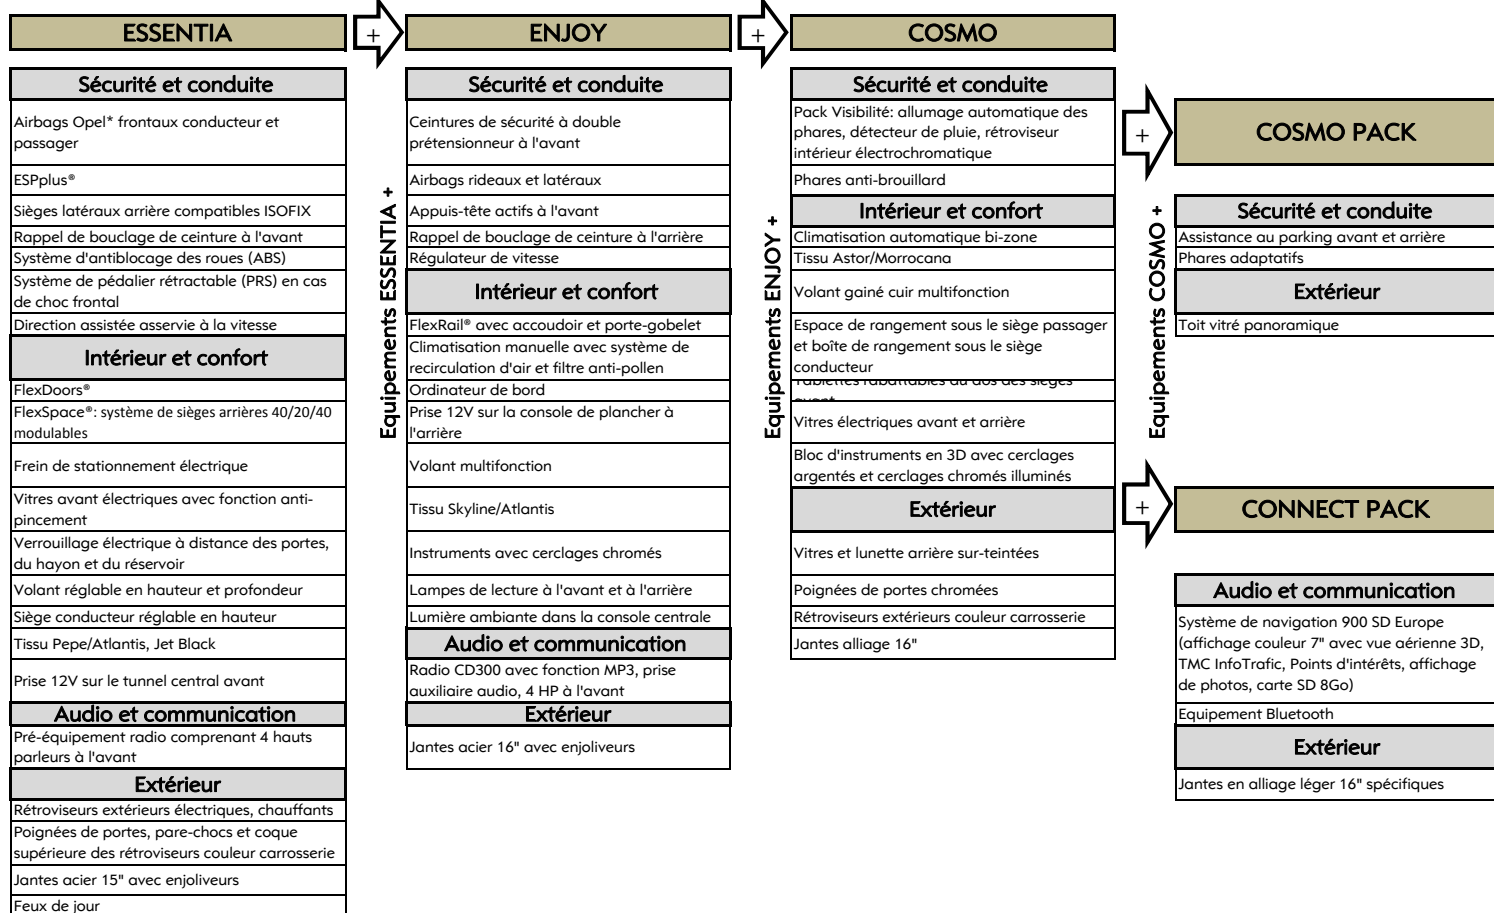 ESSENTIA
Sécurité et conduite
Airbags Opel* frontaux conducteur et
passager
ESPplus®
Sièges latéraux arrière compatibles ISOFIX
Rappel de bouclage de ceinture à l'avant
Système d'antiblocage des roues (ABS)
Système de pédalier rétractable (PRS) en cas
de choc frontal
Direction assistée asservie à la vitesse
Intérieur et confort
FlexDoors®
FlexSpace®: système de sièges arrières 40/20/40
modulables
Frein de stationnement électrique
Vitres avant électriques avec fonction anti-
pincement
Verrouillage électrique à distance des portes,
du hayon et du réservoir
Volant réglable en hauteur et profondeur
Siège conducteur réglable en hauteur
Tissu Pepe/Atlantis, Jet Black
Prise 12V sur le tunnel central avant
Audio et communication
Pré-équipement radio comprenant 4 hauts
parleurs à l'avant
Extérieur
Rétroviseurs extérieurs électriques, chauffants
Poignées de portes, pare-chocs et coque
supérieure des rétroviseurs couleur carrosserie
Jantes acier 15" avec enjoliveurs
Feux de jour
+
Equipements ESSENTIA +
ENJOY
Sécurité et conduite
Ceintures de sécurité à double
prétensionneur à l'avant
Airbags rideaux et latéraux
Appuis-tête actifs à l'avant
Rappel de bouclage de ceinture à l'arrière
Régulateur de vitesse
Intérieur et confort
FlexRail® avec accoudoir et porte-gobelet
Climatisation manuelle avec système de
recirculation d'air et filtre anti-pollen
Ordinateur de bord
Prise 12V sur la console de plancher à
l'arrière
Volant multifonction
Tissu Skyline/Atlantis
Instruments avec cerclages chromés
Lampes de lecture à l'avant et à l'arrière
Lumière ambiante dans la console centrale
Audio et communication
Radio CD300 avec fonction MP3, prise
auxiliaire audio, 4 HP à l'avant
Extérieur
Jantes acier 16" avec enjoliveurs
+
Equipements ENJOY +
COSMO
Sécurité et conduite
Pack Visibilité: allumage automatique des
phares, détecteur de pluie, rétroviseur
intérieur électrochromatique
Phares anti-brouillard
Intérieur et confort
Climatisation automatique bi-zone
Tissu Astor/Morrocana
Volant gainé cuir multifonction
Espace de rangement sous le siège passager
et boîte de rangement sous le siège
conducteur
Tablettes rabattables au dos des sièges
avant
Vitres électriques avant et arrière
Bloc d'instruments en 3D avec cerclages
argentés et cerclages chromés illuminés
Extérieur
Vitres et lunette arrière sur-teintées
Poignées de portes chromées
Rétroviseurs extérieurs couleur carrosserie
Jantes alliage 16"
+
Equipements COSMO +
COSMO PACK
Sécurité et conduite
Assistance au parking avant et arrière
Phares adaptatifs
Extérieur
Toit vitré panoramique
+
CONNECT PACK
Audio et communication
Système de navigation 900 SD Europe
(affichage couleur 7" avec vue aérienne 3D,
TMC InfoTrafic, Points d'intérêts, affichage
de photos, carte SD 8Go)
Equipement Bluetooth
Extérieur
Jantes en alliage léger 16" spécifiques